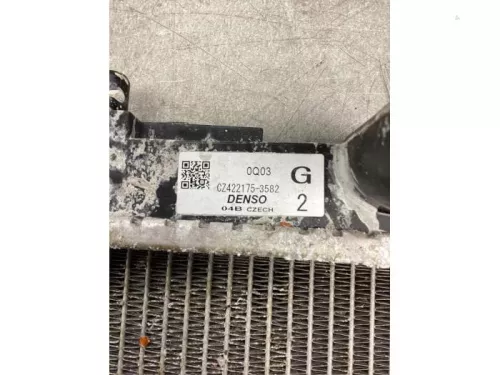 0Q03 G
CZ422175-3582
DENSO 2
04B CZECH